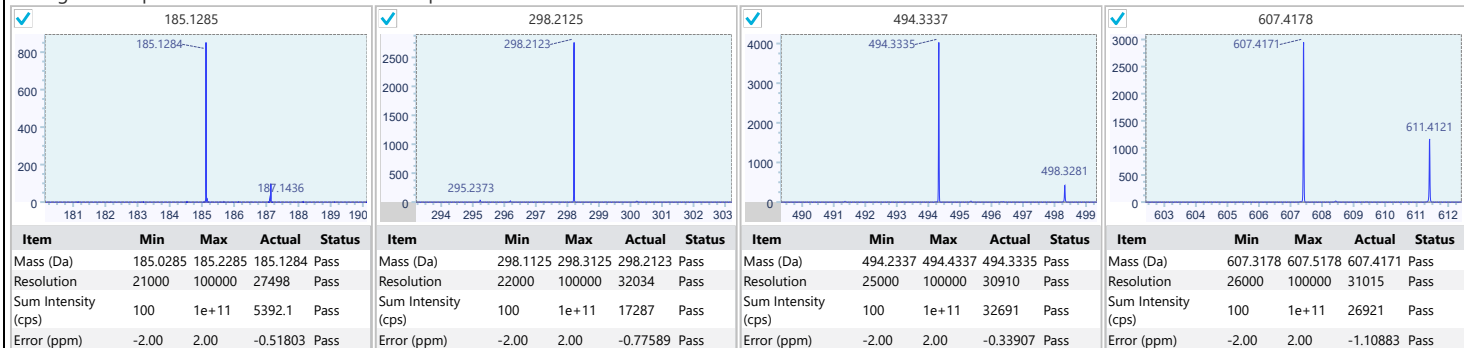 185.1285
185.1284
187.1436
800
600
400
200
0
181 182 183 184 185 186 187 188 189 190
Item Min Max Actual Status
Mass (Da) 185.0285 185.2285 185.1284 Pass
Resolution 21000 100000 27498 Pass
Sum Intensity (cps) 100 1e+11 5392.1 Pass
Error (ppm) -2.00 2.00 -0.51803 Pass
298.2125
298.2123
295.2373
2500
2000
1500
1000
500
0
294 295 296 297 298 299 300 301 302 303
Item Min Max Actual Status
Mass (Da) 298.1125 298.3125 298.2123 Pass
Resolution 22000 100000 32034 Pass
Sum Intensity (cps) 100 1e+11 17287 Pass
Error (ppm) -2.00 2.00 -0.77589 Pass
494.3337
494.3335
498.3281
4000
3000
2000
1000
0
490 491 492 493 494 495 496 497 498 499
Item Min Max Actual Status
Mass (Da) 494.2337 494.4337 494.3335 Pass
Resolution 25000 100000 30910 Pass
Sum Intensity (cps) 100 1e+11 32691 Pass
Error (ppm) -2.00 2.00 -0.33907 Pass
607.4178
607.4171
611.4121
3000
2500
2000
1500
1000
500
0
603 604 605 606 607 608 609 610 611 612
Item Min Max Actual Status
Mass (Da) 607.3178 607.5178 607.4171 Pass
Resolution 26000 100000 31015 Pass
Sum Intensity (cps) 100 1e+11 26921 Pass
Error (ppm) -2.00 2.00 -1.10883 Pass